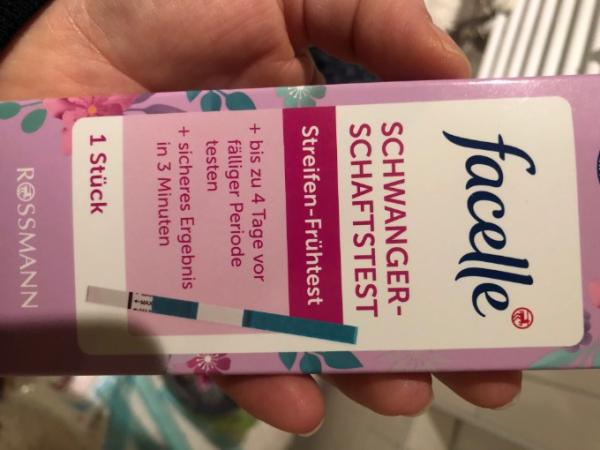 facelle
SCHWANGER-
SCHAFTSTEST
Streifen-Frühtest
+ bis zu 4 Tage vor
fälliger Periode
testen
+ sicheres Ergebnis
in 3 Minuten
1 Stück
MAX
ROSSMANN